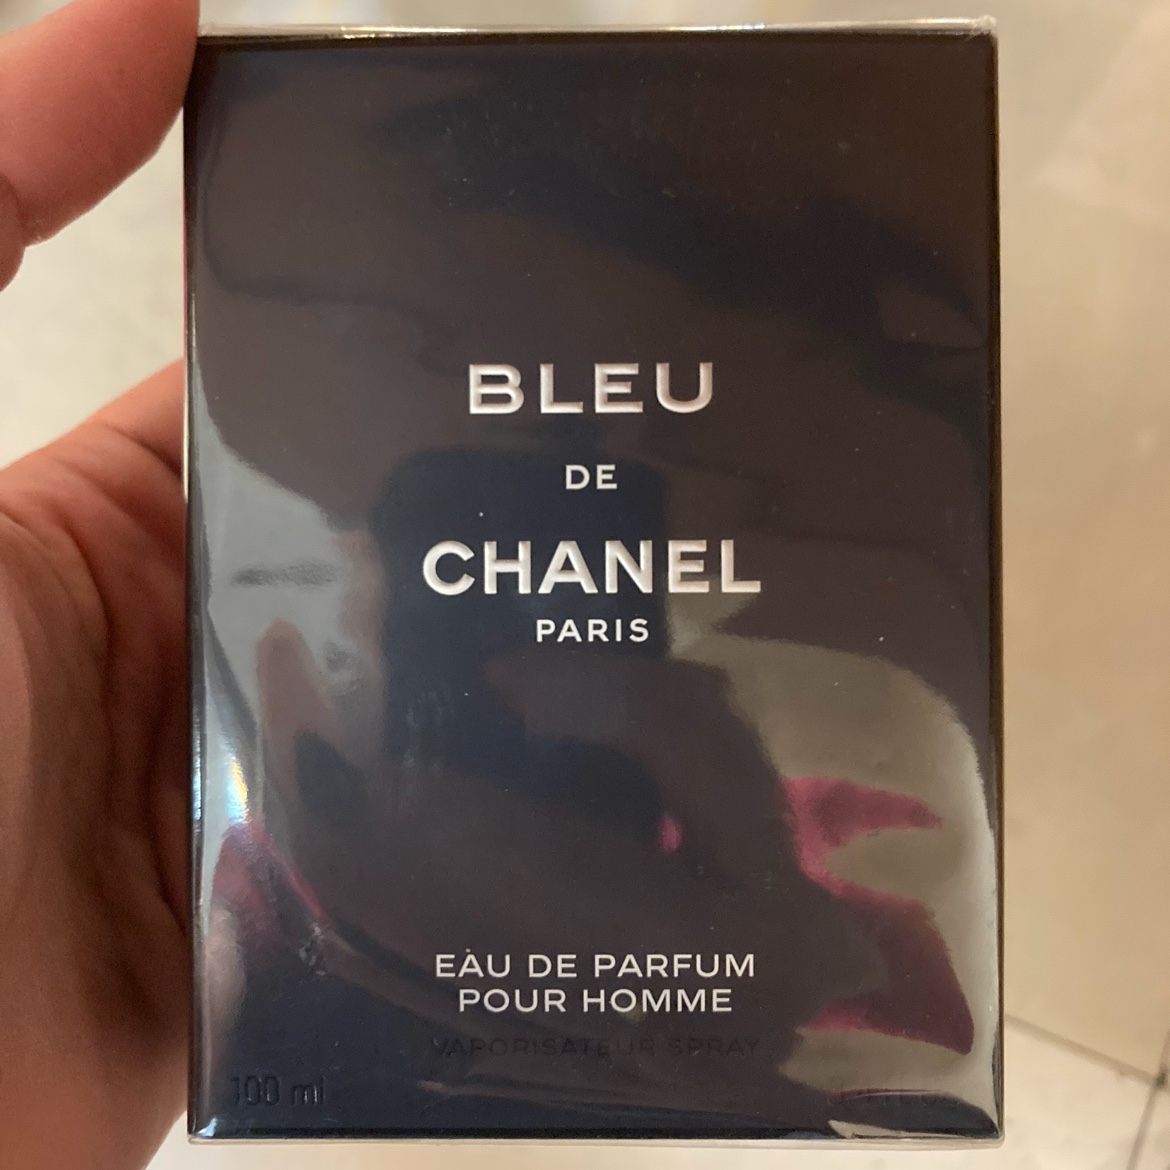 BLEU
DE
CHANEL
PARIS
EAU DE PARFUM
POUR HOMME
VAPORISATEUR SPRAY
100 ml